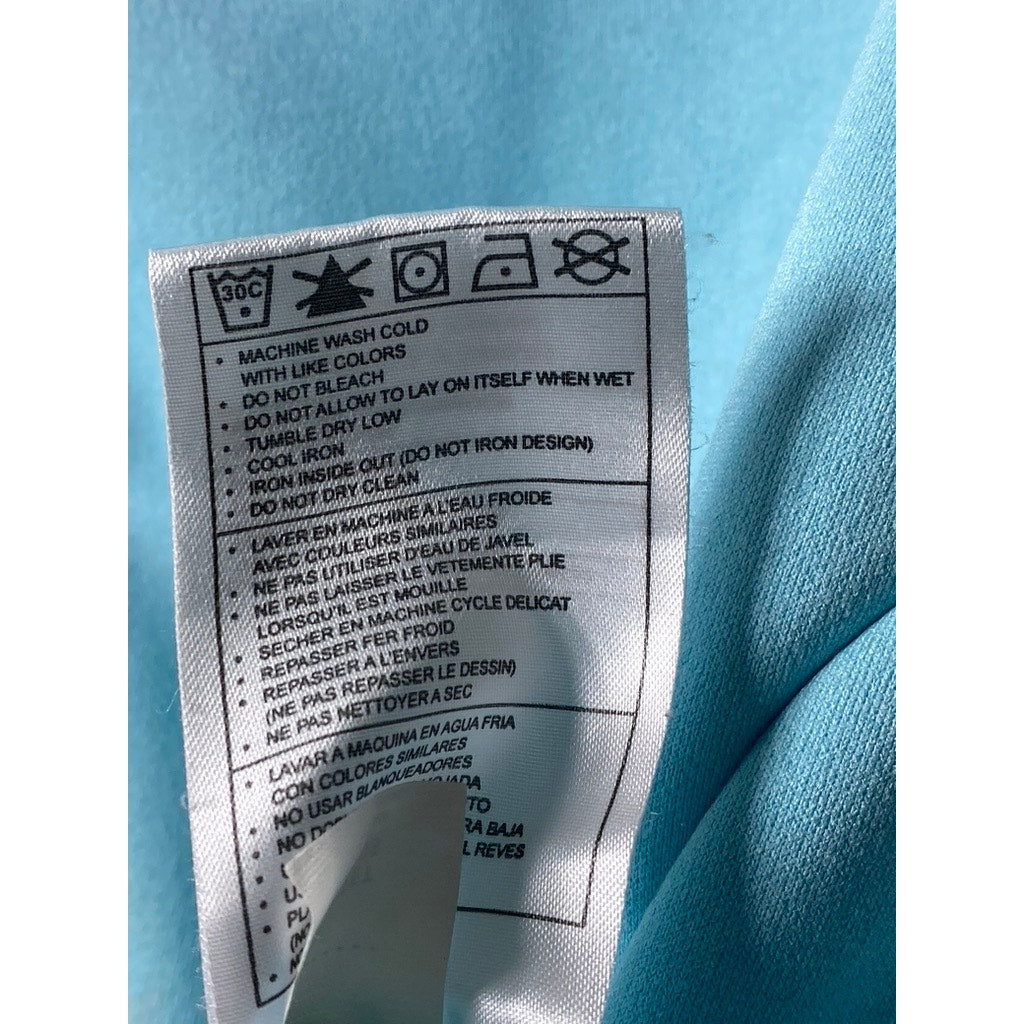 30C
• MACHINE WASH COLD
WITH LIKE COLORS
• DO NOT BLEACH
• DO NOT ALLOW TO LAY ON ITSELF WHEN WET
• TUMBLE DRY LOW
• COOL IRON
• IRON INSIDE OUT (DO NOT IRON DESIGN)
• DO NOT DRY CLEAN
• LAVER EN MACHINE A L'EAU FROIDE
AVEC COULEURS SIMILAIRES
• NE PAS UTILISER D'EAU DE JAVEL
• NE PAS LAISSER LE VETEMENTE PLIE
LORSQU'IL EST MOUILLE
• SECHER EN MACHINE CYCLE DELICAT
• REPASSER FER FROID
• REPASSER A L'ENVERS
(NE PAS REPASSER LE DESSIN)
• NE PAS NETTOYER A SEC
• LAVAR A MAQUINA EN AGUA FRIA
CON COLORES SIMILARES
• NO USAR BLANQUEADORES
• NO
BAJA
REVES